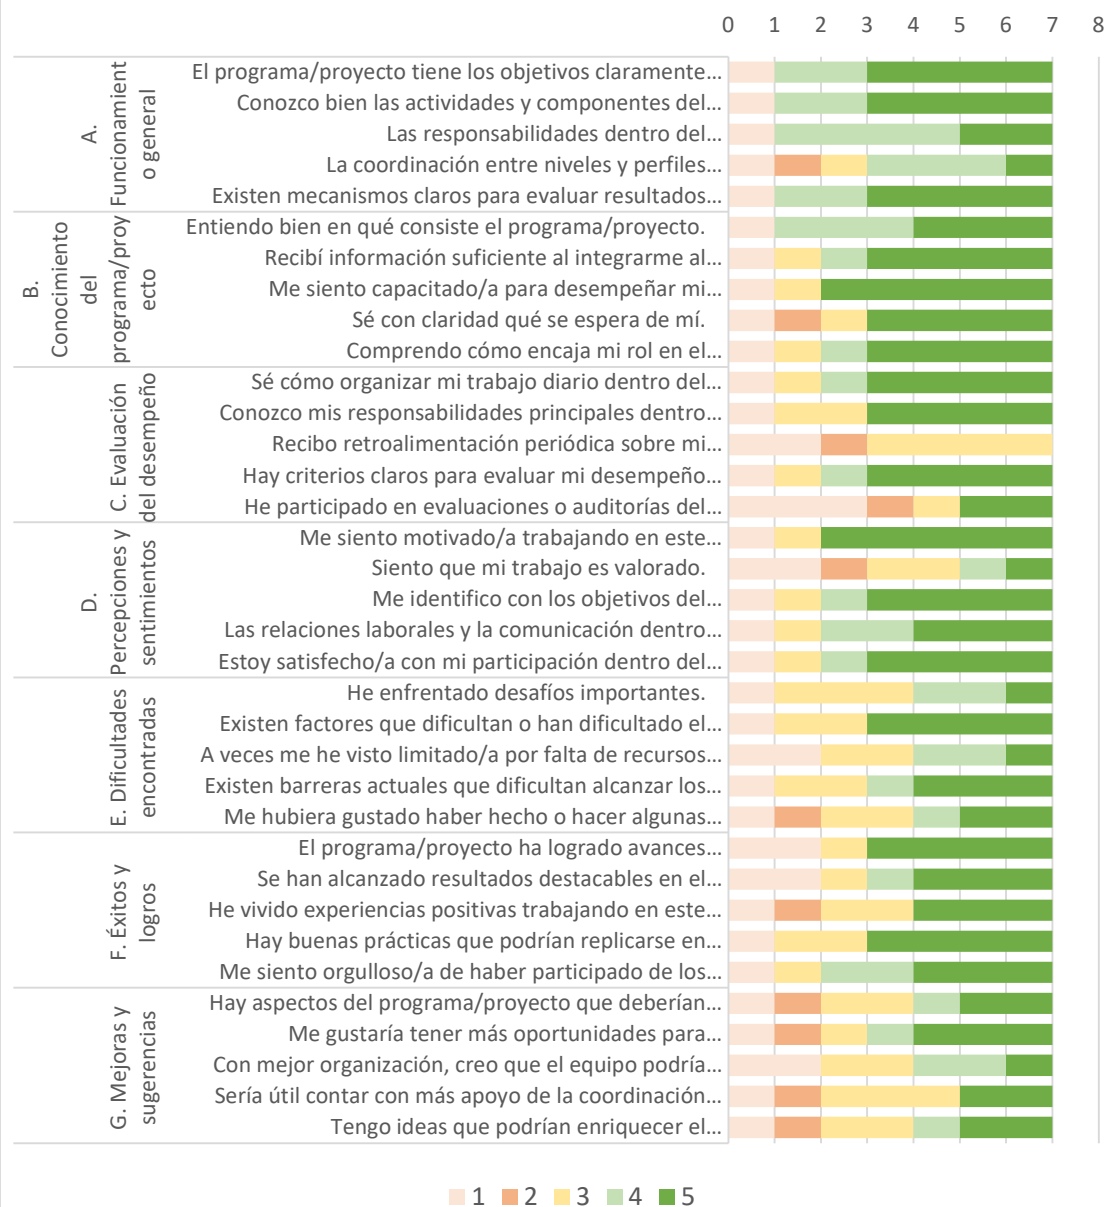 0 1 2 3 4 5 6 7 8
A.
Funcionamient
o general
El programa/proyecto tiene los objetivos claramente...
Conozco bien las actividades y componentes del...
Las responsabilidades dentro del...
La coordinación entre niveles y perfiles...
Existen mecanismos claros para evaluar resultados...
B.
Conocimiento
del
programa/proy
ecto
Entiendo bien en qué consiste el programa/proyecto.
Recibí información suficiente al integrarme al...
Me siento capacitado/a para desempeñar mi...
Sé con claridad qué se espera de mí.
Comprendo cómo encaja mi rol en el...
C. Evaluación
del desempeño
Sé cómo organizar mi trabajo diario dentro del...
Conozco mis responsabilidades principales dentro...
Recibo retroalimentación periódica sobre mi...
Hay criterios claros para evaluar mi desempeño...
He participado en evaluaciones o auditorías del...
D.
Percepciones y
sentimientos
Me siento motivado/a trabajando en este...
Siento que mi trabajo es valorado.
Me identifico con los objetivos del...
Las relaciones laborales y la comunicación dentro...
Estoy satisfecho/a con mi participación dentro del...
E. Dificultades
encontradas
He enfrentado desafíos importantes.
Existen factores que dificultan o han dificultado el...
A veces me he visto limitado/a por falta de recursos...
Existen barreras actuales que dificultan alcanzar los...
Me hubiera gustado haber hecho o hacer algunas...
F. Éxitos y
logros
El programa/proyecto ha logrado avances...
Se han alcanzado resultados destacables en el...
He vivido experiencias positivas trabajando en este...
Hay buenas prácticas que podrían replicarse en...
Me siento orgulloso/a de haber participado de los...
G. Mejoras y
sugerencias
Hay aspectos del programa/proyecto que deberían...
Me gustaría tener más oportunidades para...
Con mejor organización, creo que el equipo podría...
Sería útil contar con más apoyo de la coordinación...
Tengo ideas que podrían enriquecer el...
1 2 3 4 5